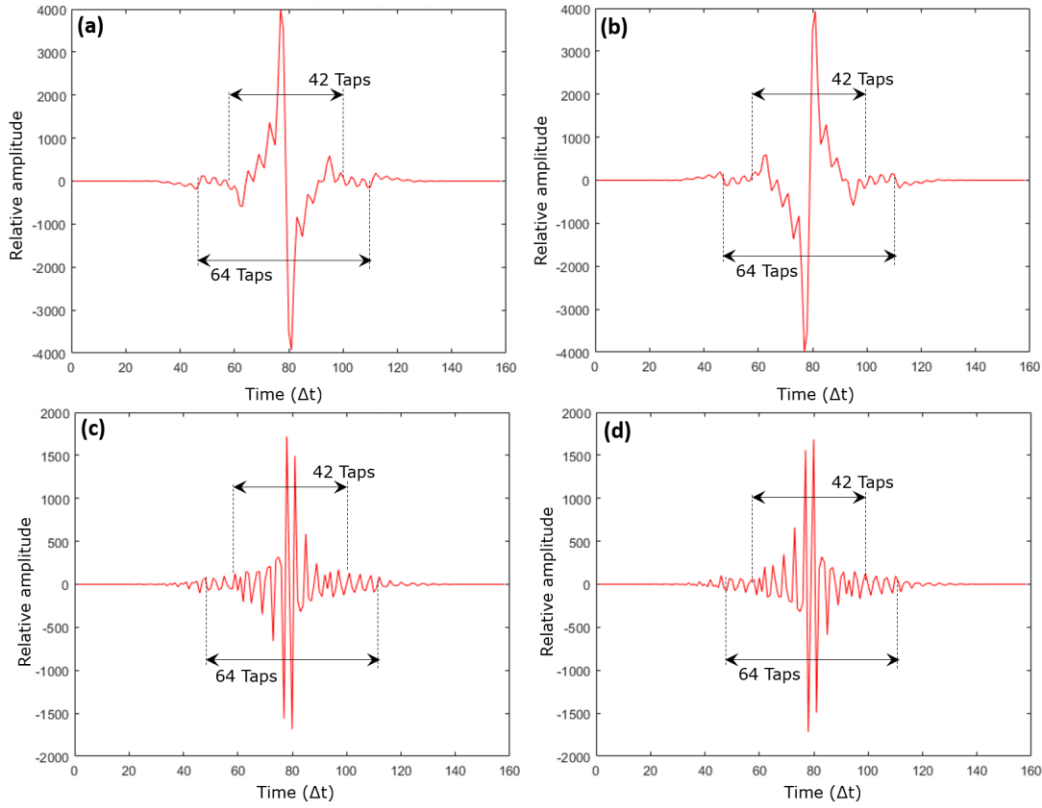 (a)
4000
3000
2000
1000
0
-1000
-2000
-3000
-4000
Relative amplitude
42 Taps
64 Taps
0 20 40 60 80 100 120 140 160
Time (Δt)
(b)
4000
3000
2000
1000
0
-1000
-2000
-3000
-4000
Relative amplitude
42 Taps
64 Taps
0 20 40 60 80 100 120 140 160
Time (Δt)
(c)
2000
1500
1000
500
0
-500
-1000
-1500
-2000
Relative amplitude
42 Taps
64 Taps
0 20 40 60 80 100 120 140 160
Time (Δt)
(d)
2000
1500
1000
500
0
-500
-1000
-1500
-2000
Relative amplitude
42 Taps
64 Taps
0 20 40 60 80 100 120 140 160
Time (Δt)